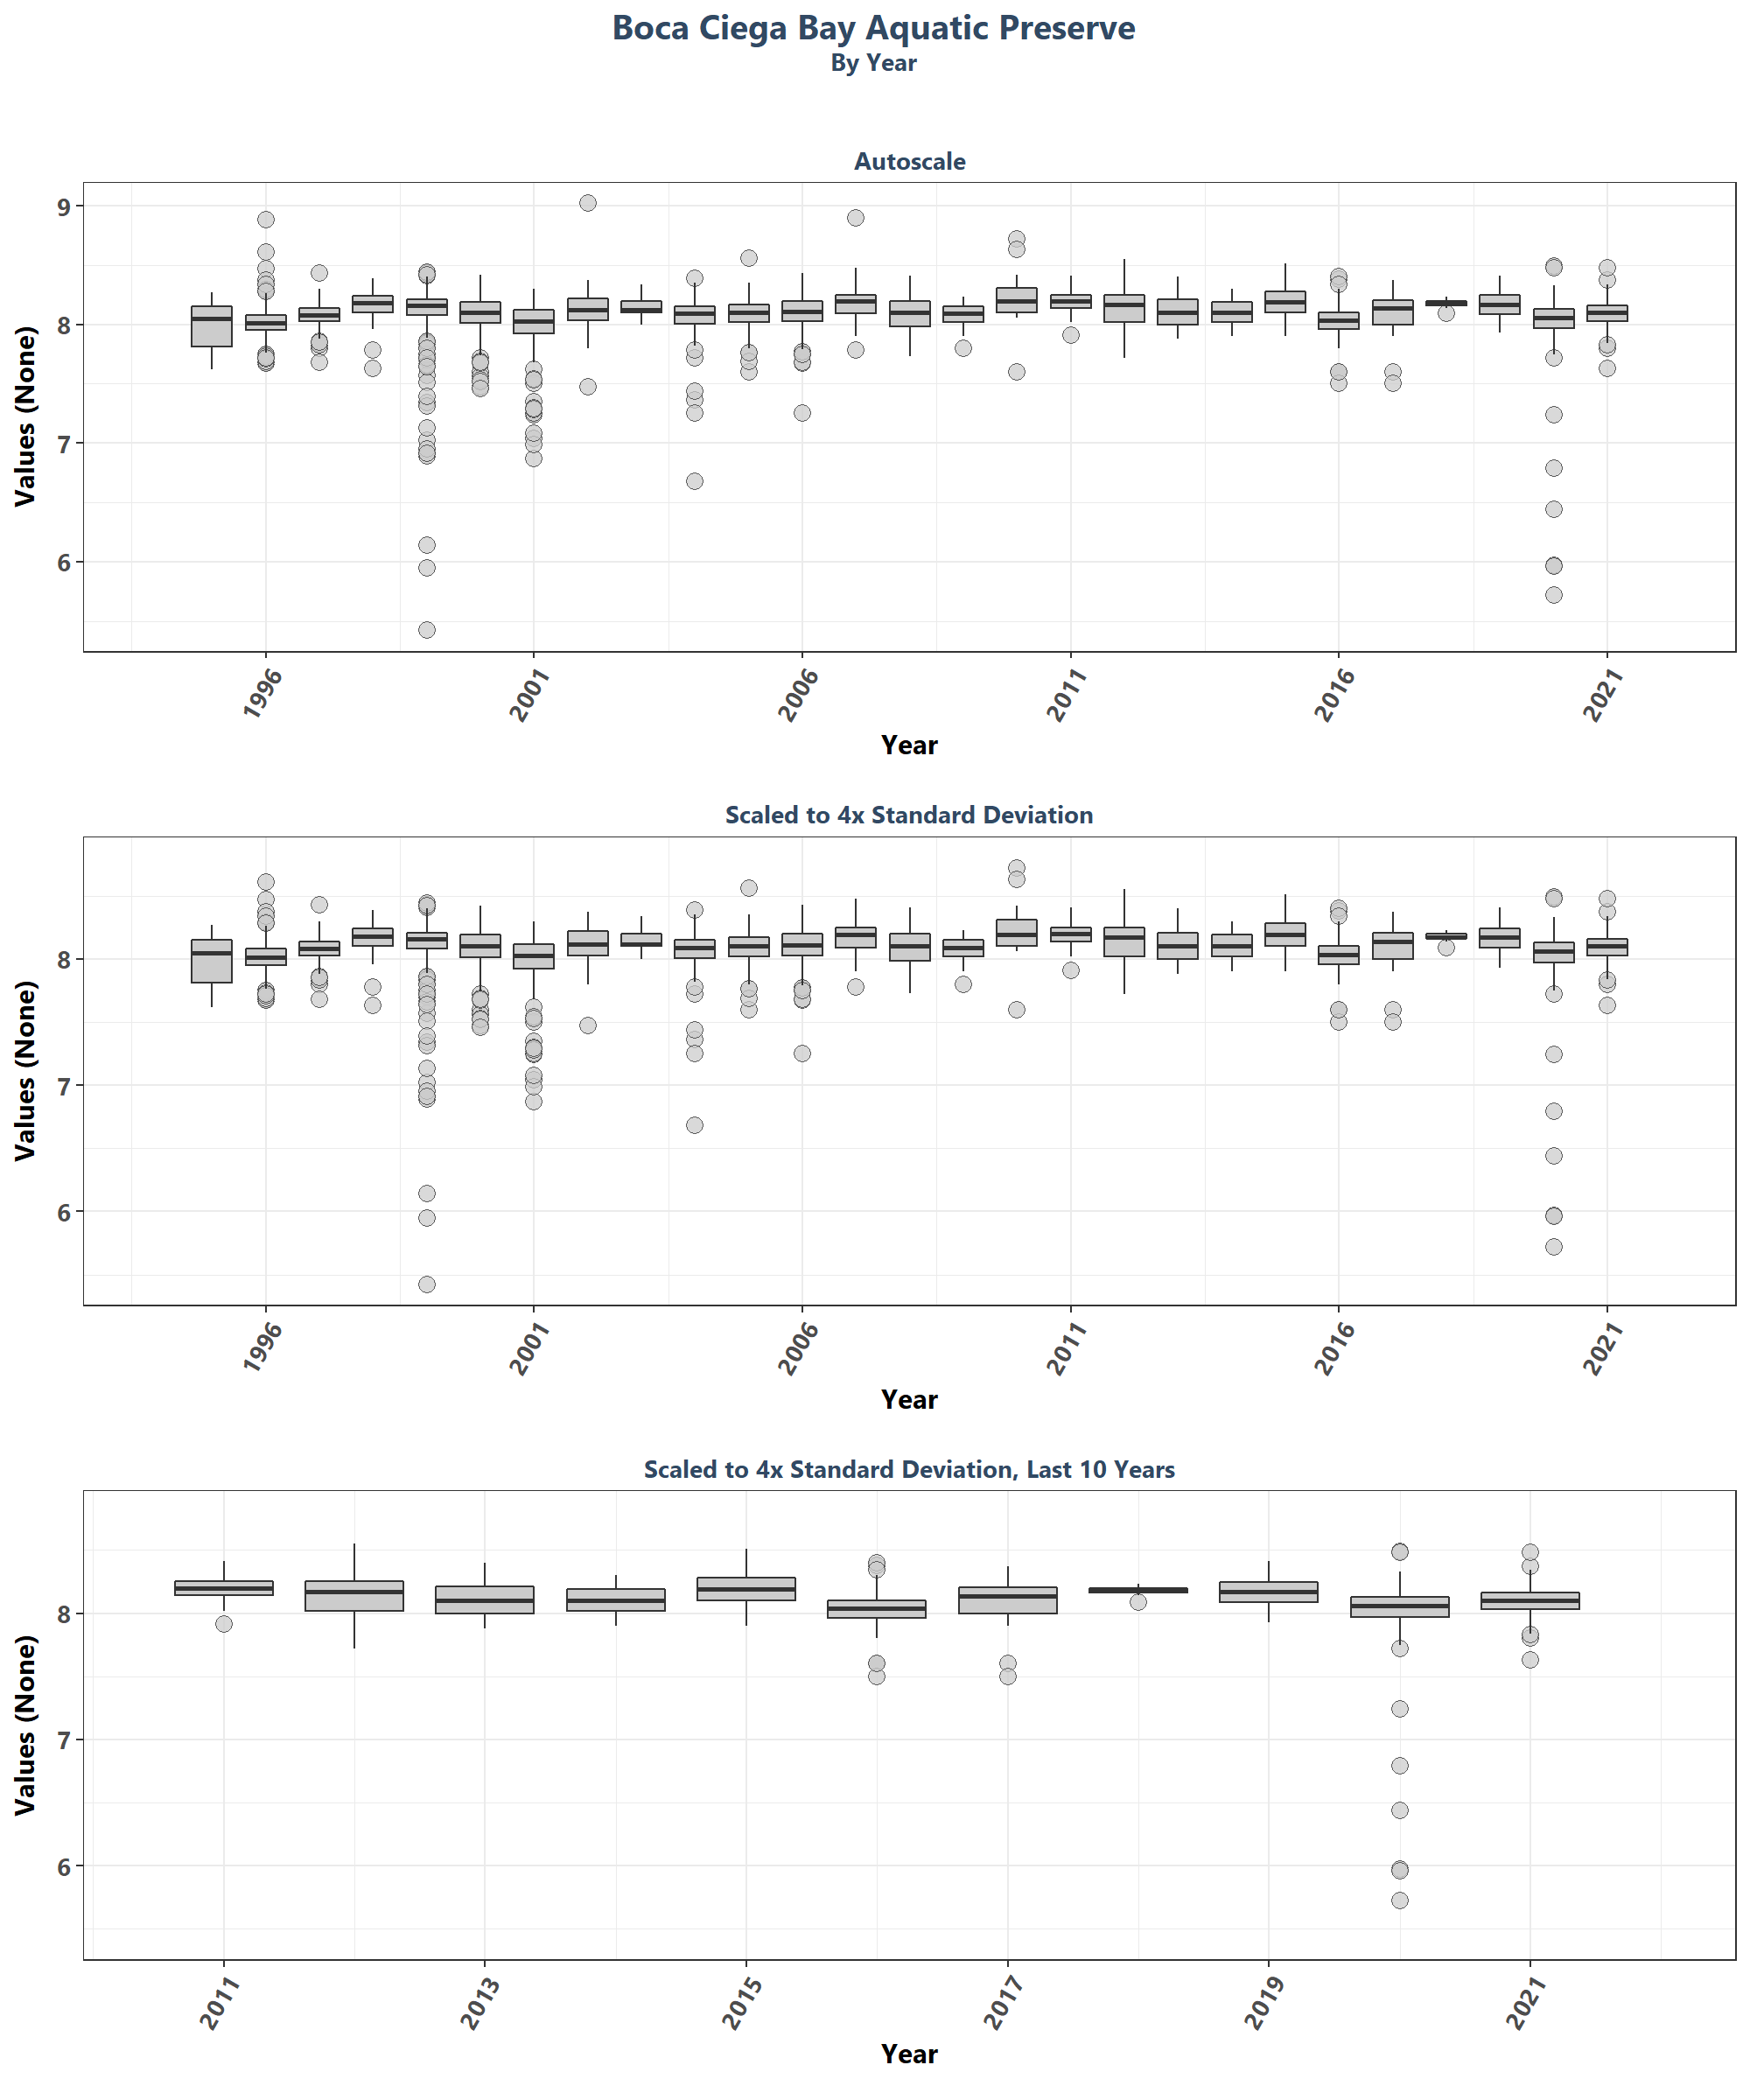 Boca Ciega Bay Aquatic Preserve
By Year
Autoscale
Values (None)
9
8
7
6
1996
2001
2006
2011
2016
2021
Year
Scaled to 4x Standard Deviation
Values (None)
8
7
6
1996
2001
2006
2011
2016
2021
Year
Scaled to 4x Standard Deviation, Last 10 Years
Values (None)
8
7
6
2011
2013
2015
2017
2019
2021
Year